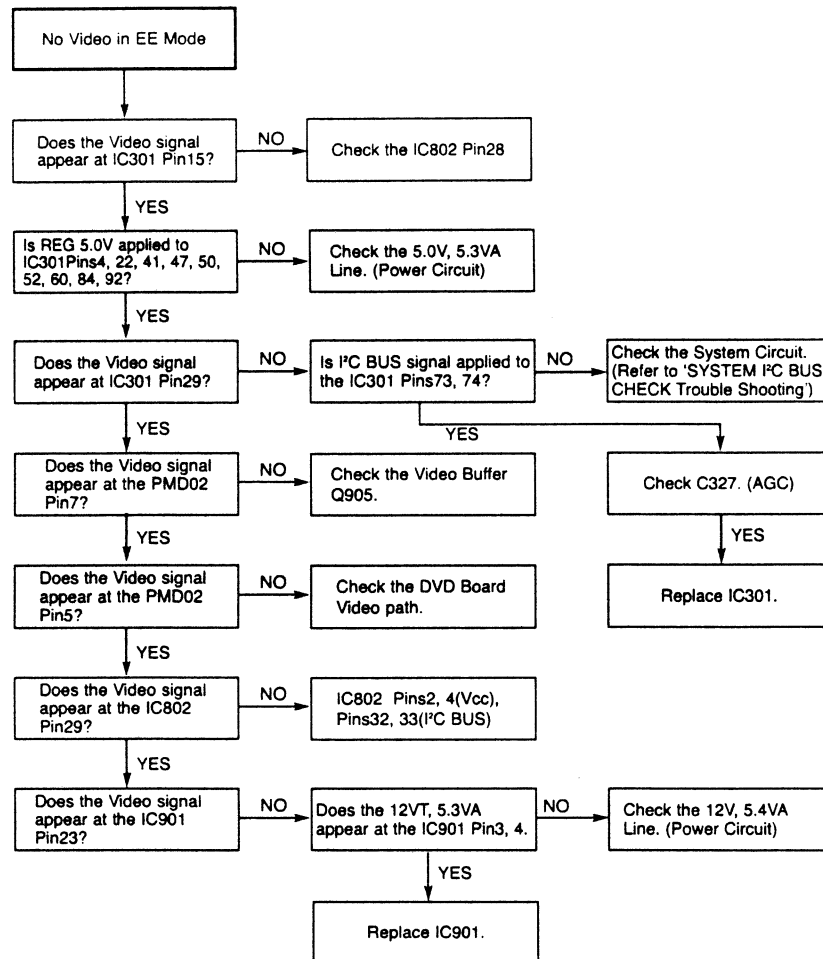 No Video in EE Mode
Does the Video signal
appear at IC301 Pin15?
NO
Check the IC802 Pin28
YES
Is REG 5.0V applied to
IC301Pins4, 22, 41, 47, 50,
52, 60, 84, 92?
NO
Check the 5.0V, 5.3VA
Line. (Power Circuit)
YES
Does the Video signal
appear at IC301 Pin29?
NO
Is I²C BUS signal applied to
the IC301 Pins73, 74?
NO
Check the System Circuit.
(Refer to 'SYSTEM I²C BUS
CHECK Trouble Shooting')
YES
YES
Does the Video signal
appear at the PMD02
Pin7?
NO
Check the Video Buffer
Q905.
Check C327. (AGC)
YES
YES
Does the Video signal
appear at the PMD02
Pin5?
NO
Check the DVD Board
Video path.
Replace IC301.
YES
Does the Video signal
appear at the IC802
Pin29?
NO
IC802 Pins2, 4(Vcc),
Pins32, 33(I²C BUS)
YES
Does the Video signal
appear at the IC901
Pin23?
NO
Does the 12VT, 5.3VA
appear at the IC901 Pin3, 4.
NO
Check the 12V, 5.4VA
Line. (Power Circuit)
YES
Replace IC901.